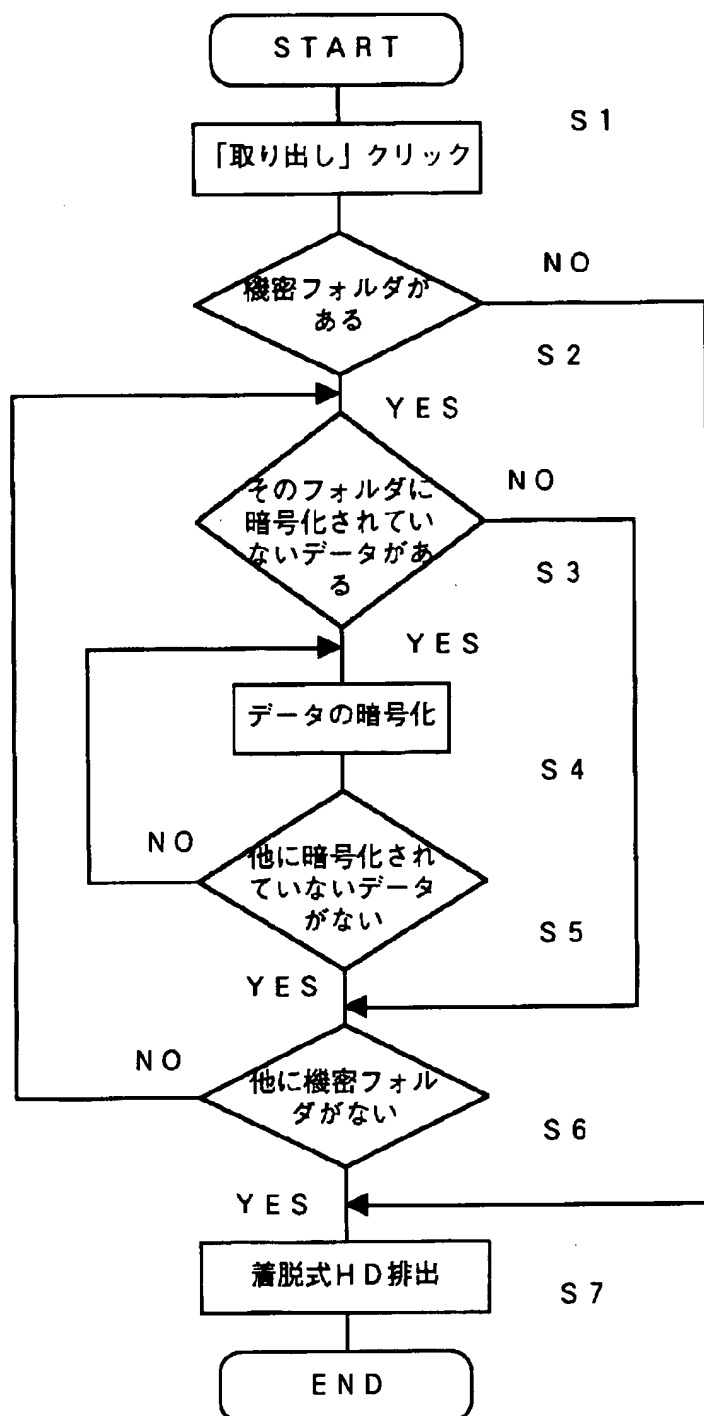 START
S1
「取り出し」クリック
NO
機密フォルダが
ある
S2
YES
NO
そのフォルダに
暗号化されてい
ないデータがあ
る
S3
YES
データの暗号化
S4
NO
他に暗号化され
ていないデータ
がない
S5
YES
NO
他に機密フォル
ダがない
S6
YES
着脱式HD排出
S7
END